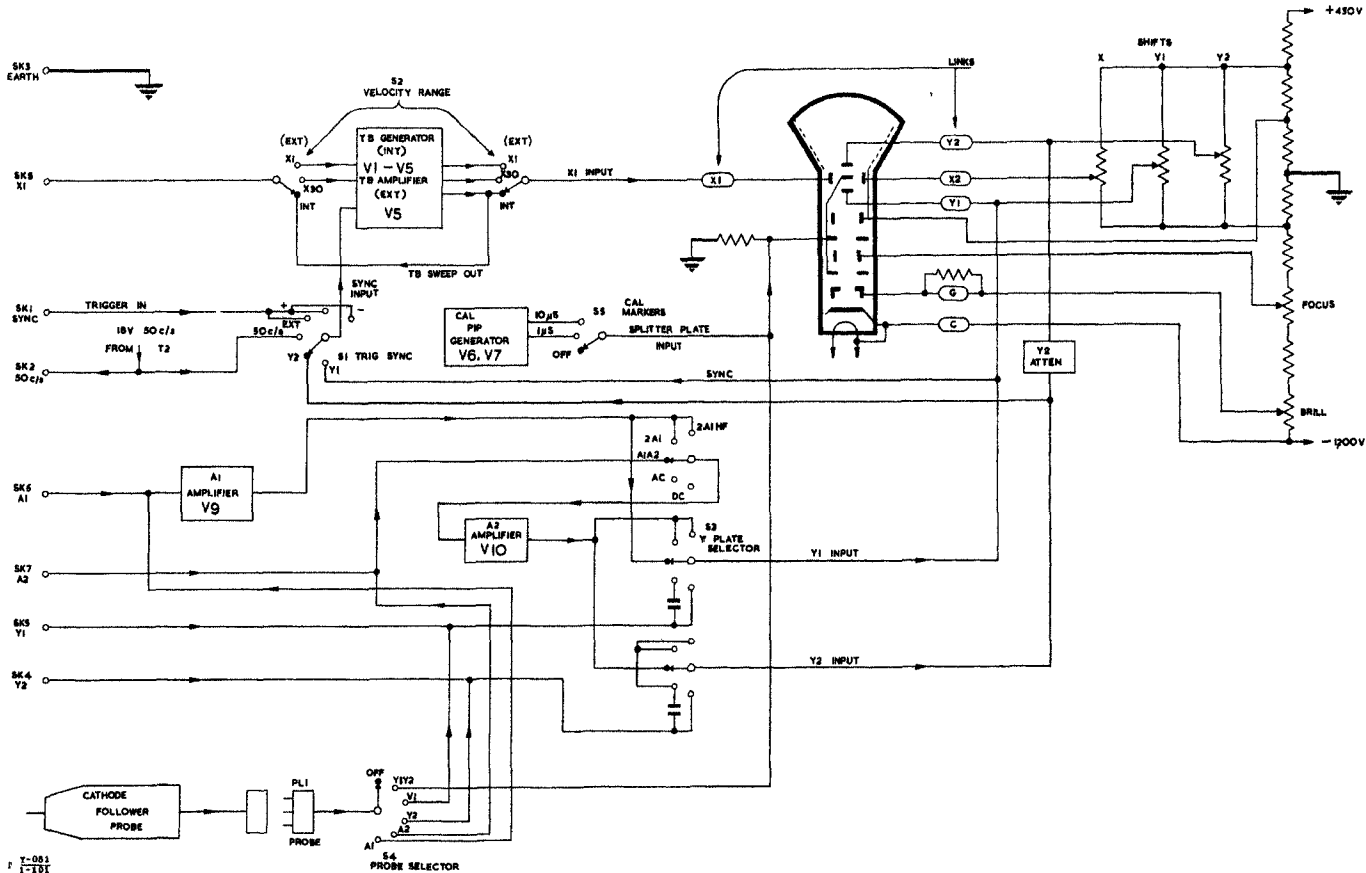 +450V
SK3
EARTH
S2
VELOCITY RANGE
SHIFTS
X
Y1
Y2
LINKS
(EXT)
X1
X30
INT
TB GENERATOR
(INT)
V1 - V5
TB AMPLIFIER
(EXT)
V5
(EXT)
X1
X30
INT
SK8
X1
X1 INPUT
X1
Y2
X2
Y1
TB SWEEP OUT
SYNC
INPUT
SK1
SYNC
TRIGGER IN
+
-
EXT
18V 50 c/s
FROM T2
50c/s
SK2
50 c/s
Y2
S1 TRIG SYNC
Y1
CAL
PIP
GENERATOR
V6, V7
10µS
1µS
OFF
S5
CAL
MARKERS
SPLITTER PLATE
INPUT
G
C
FOCUS
Y2
ATTEN
SYNC
BRILL
-1200V
2A1
2A1 HF
A1A2
AC
DC
SK6
A1
A1
AMPLIFIER
V9
A2
AMPLIFIER
V10
S3
Y PLATE
SELECTOR
Y1 INPUT
SK7
A2
SK5
Y1
SK4
Y2
Y2 INPUT
CATHODE
FOLLOWER
PROBE
PL1
PROBE
OFF
Y1Y2
V1
Y2
A2
A1
S4
PROBE SELECTOR